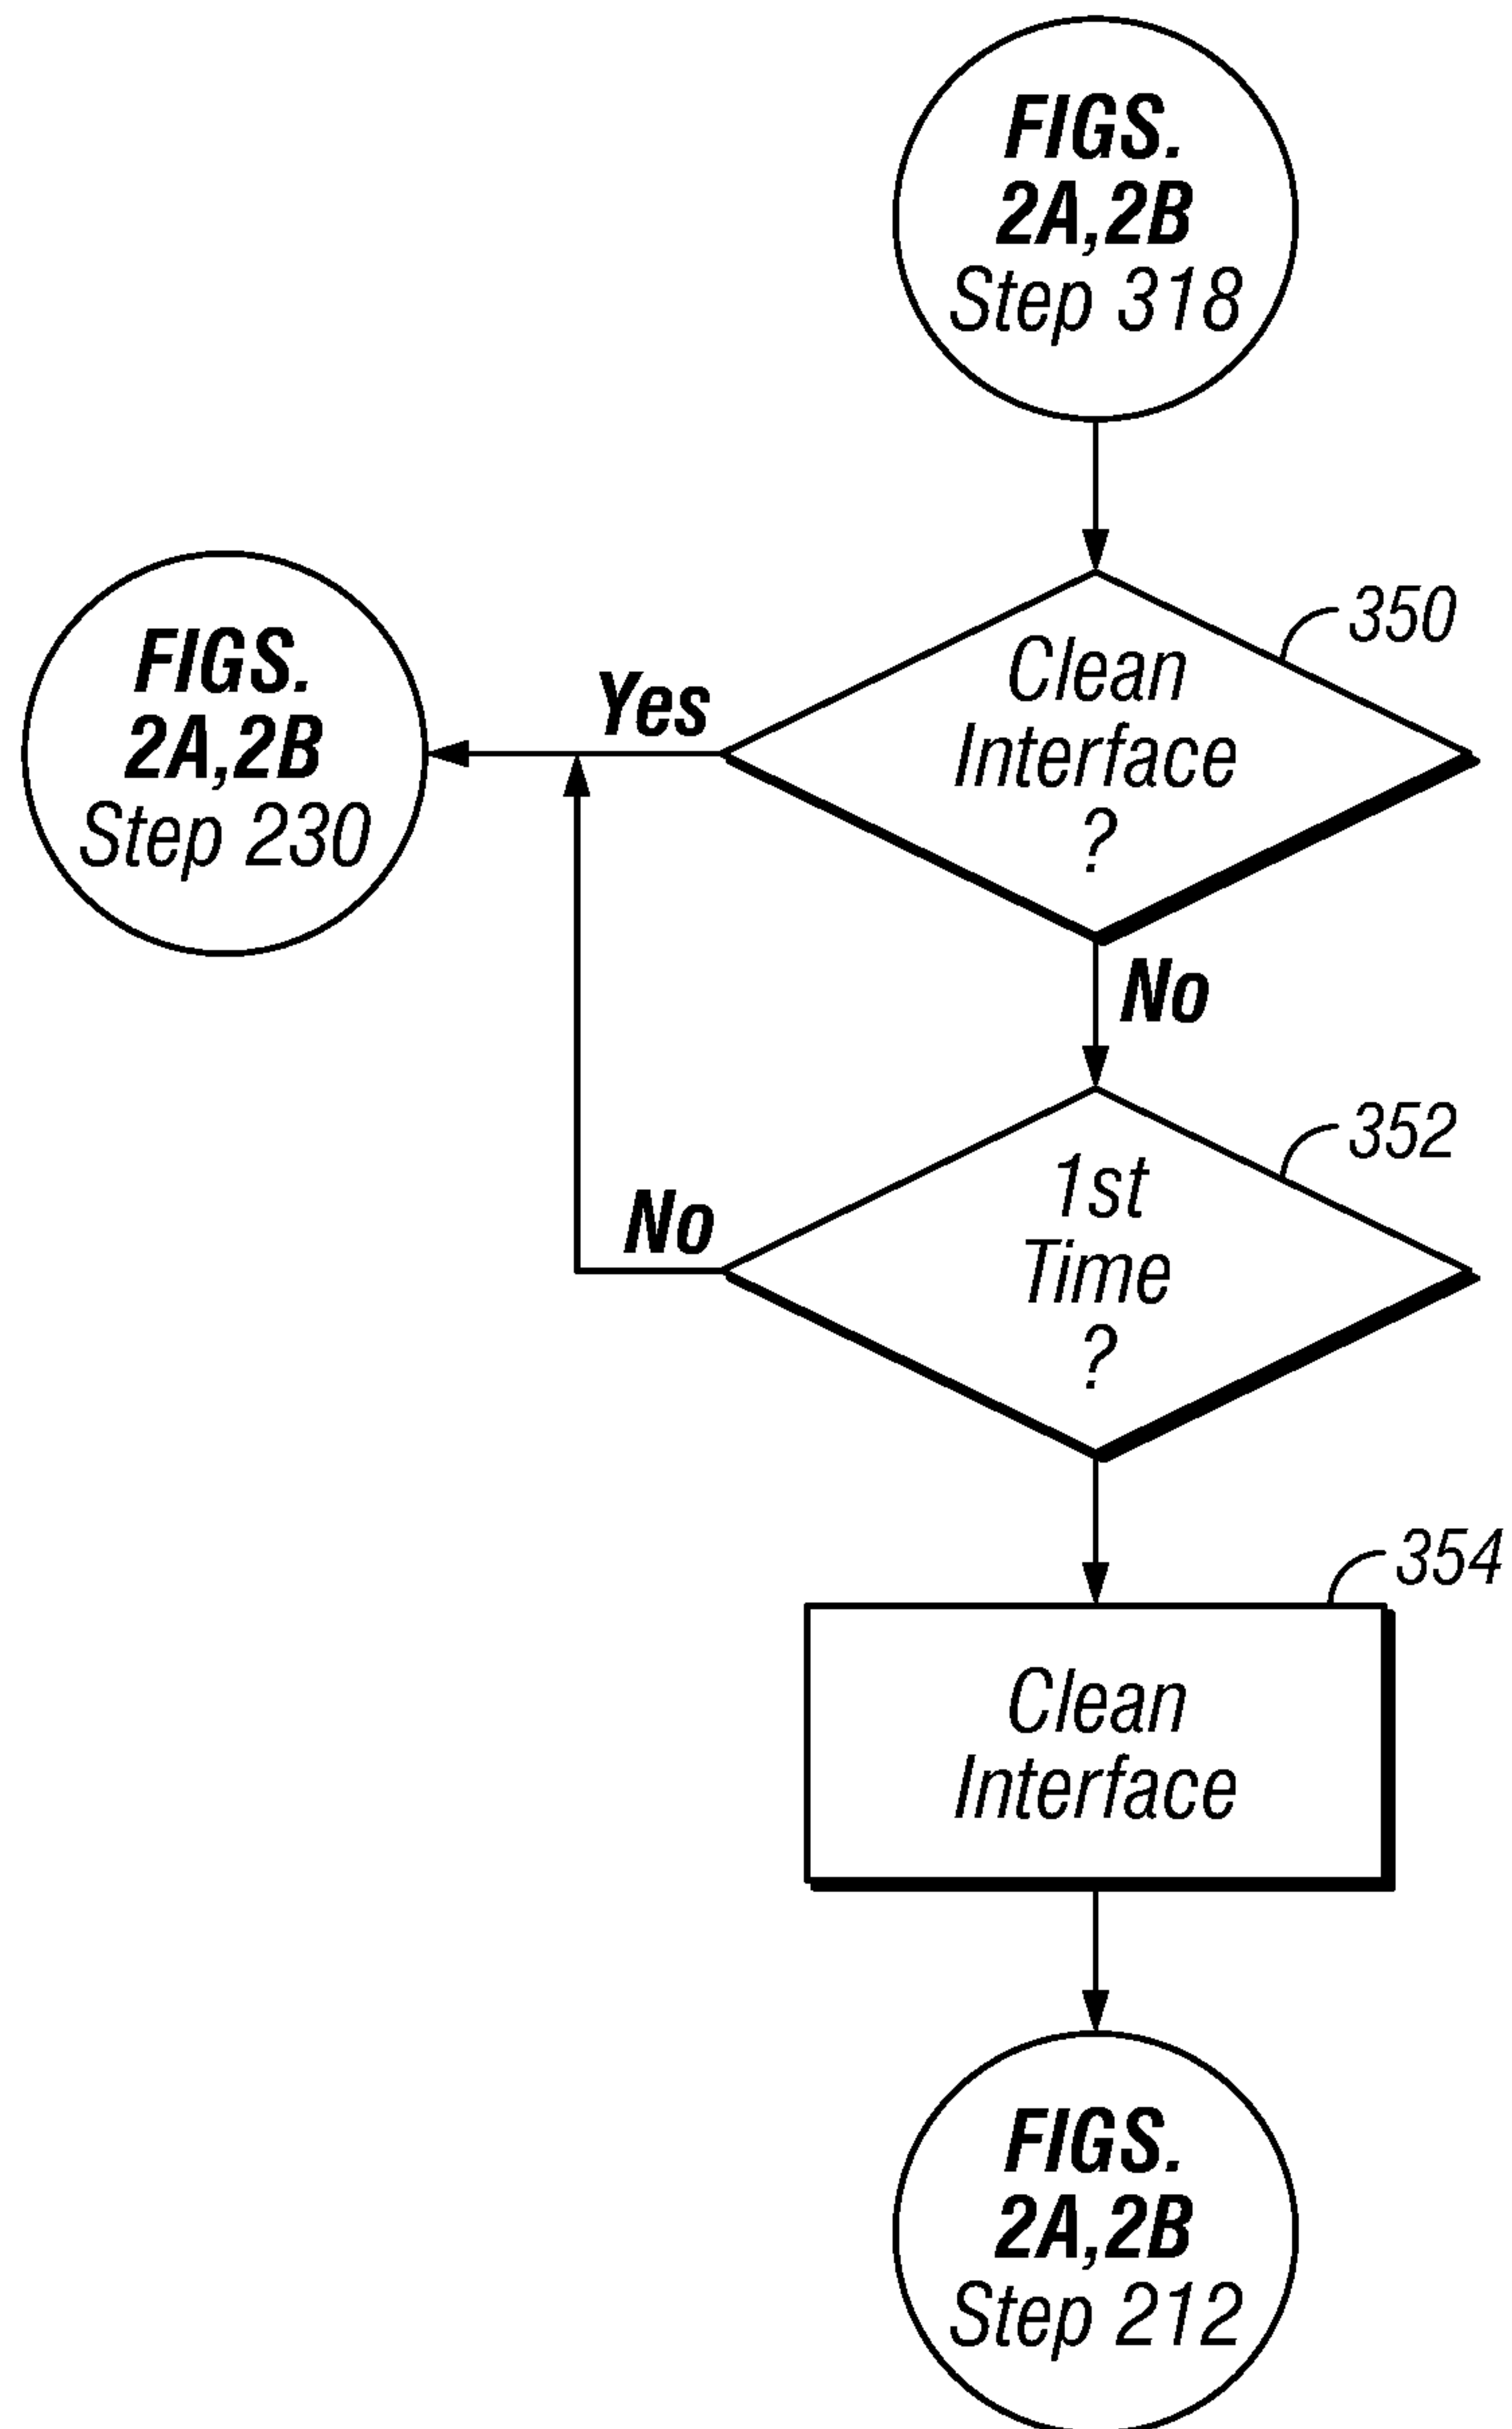 FIGS.
2A,2B
Step 318
350
Clean
Interface
?
Yes
FIGS.
2A,2B
Step 230
No
352
1st
Time
?
No
354
Clean
Interface
FIGS.
2A,2B
Step 212